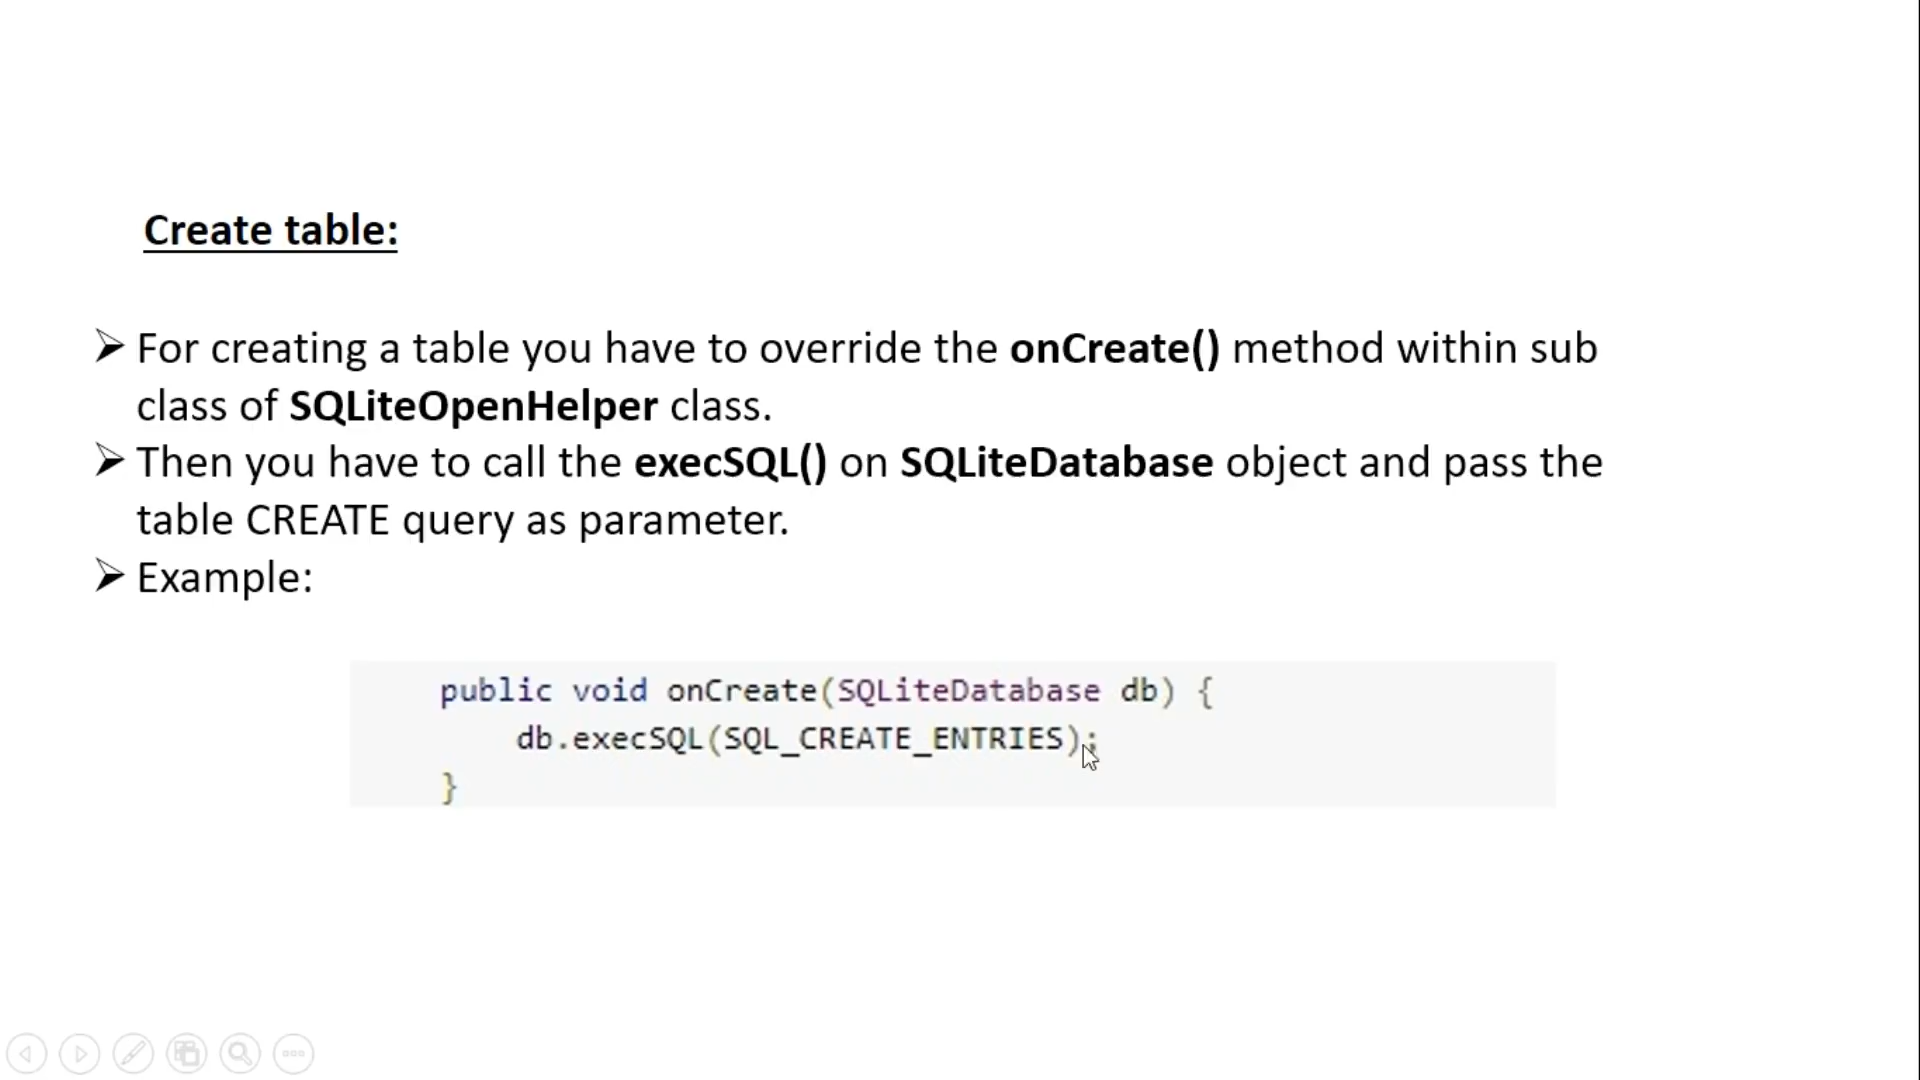 Create table:
➢ For creating a table you have to override the onCreate() method within sub
class of SQLiteOpenHelper class.
➢ Then you have to call the execSQL() on SQLiteDatabase object and pass the
table CREATE query as parameter.
➢ Example:
public void onCreate(SQLiteDatabase db) {
db.execSQL(SQL_CREATE_ENTRIES);
}